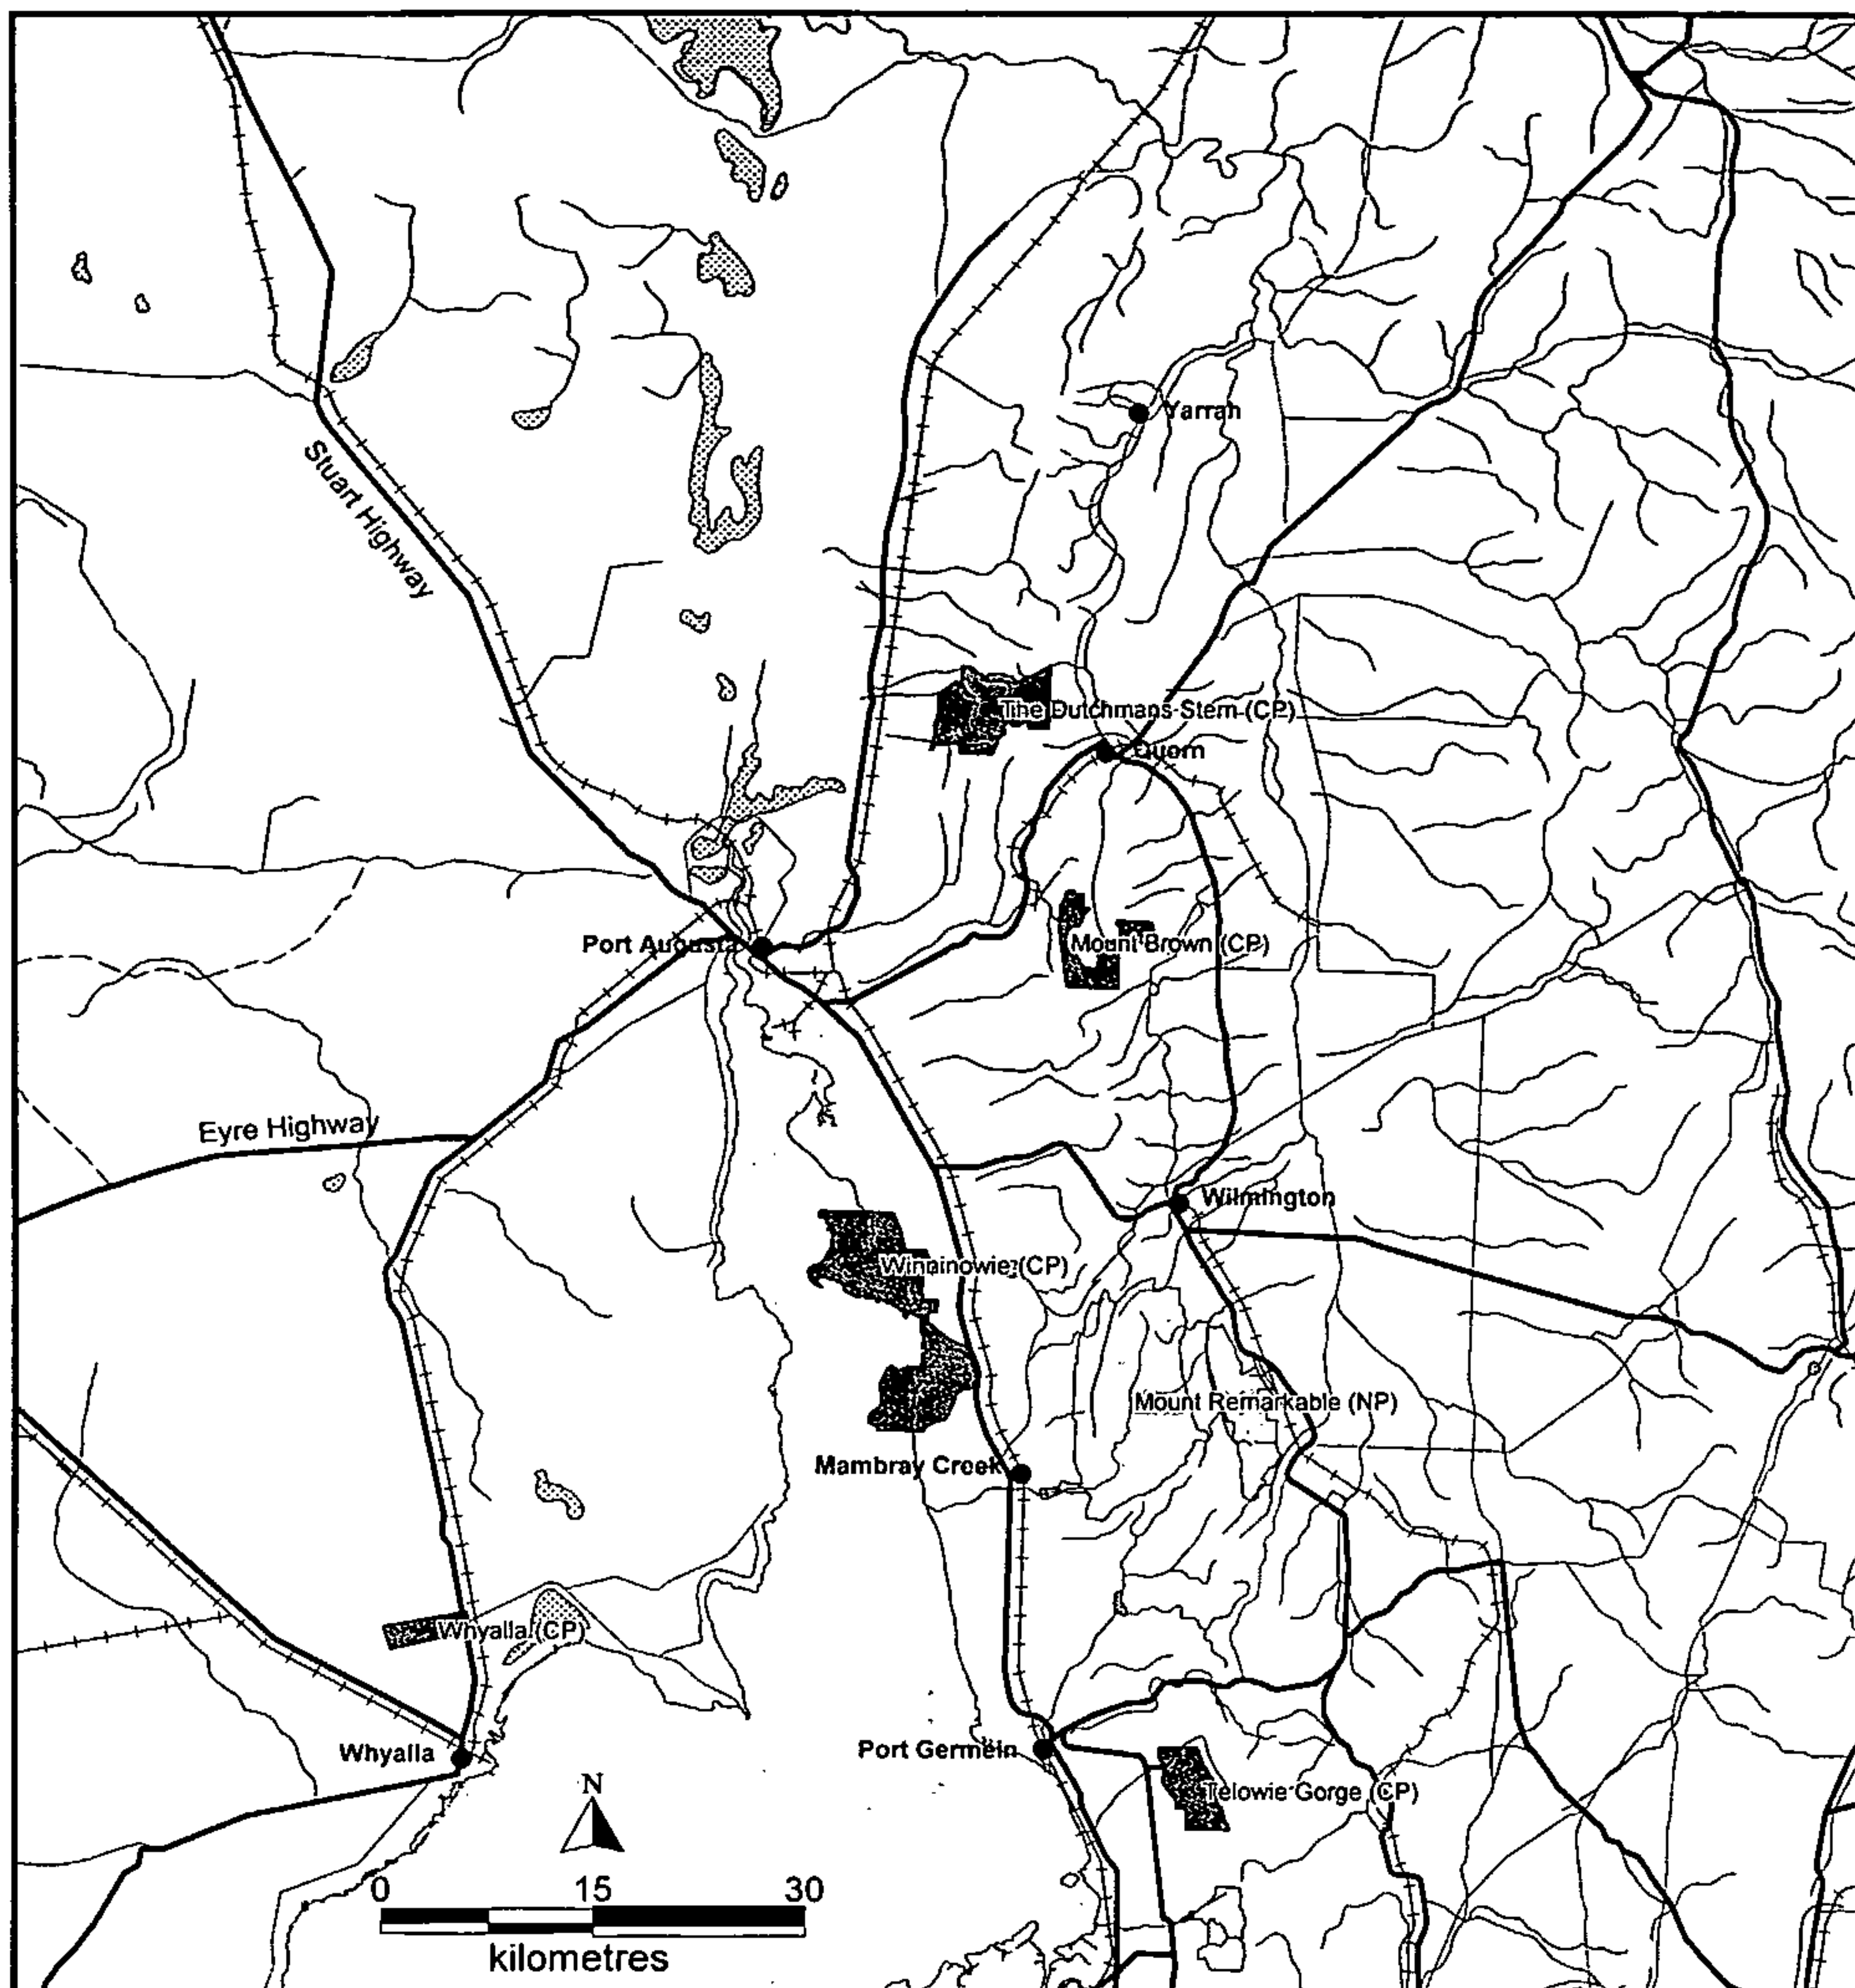 Stuart Highway
Yarrah
The Dutchmans Stern (CP)
Quorn
Port Augusta
Mount Brown (CP)
Eyre Highway
Wilmington
Winninowie (CP)
Mount Remarkable (NP)
Mambray Creek
Whyalla (CP)
Whyalla
Port Germein
Telowie Gorge (CP)
N
0 15 30
kilometres